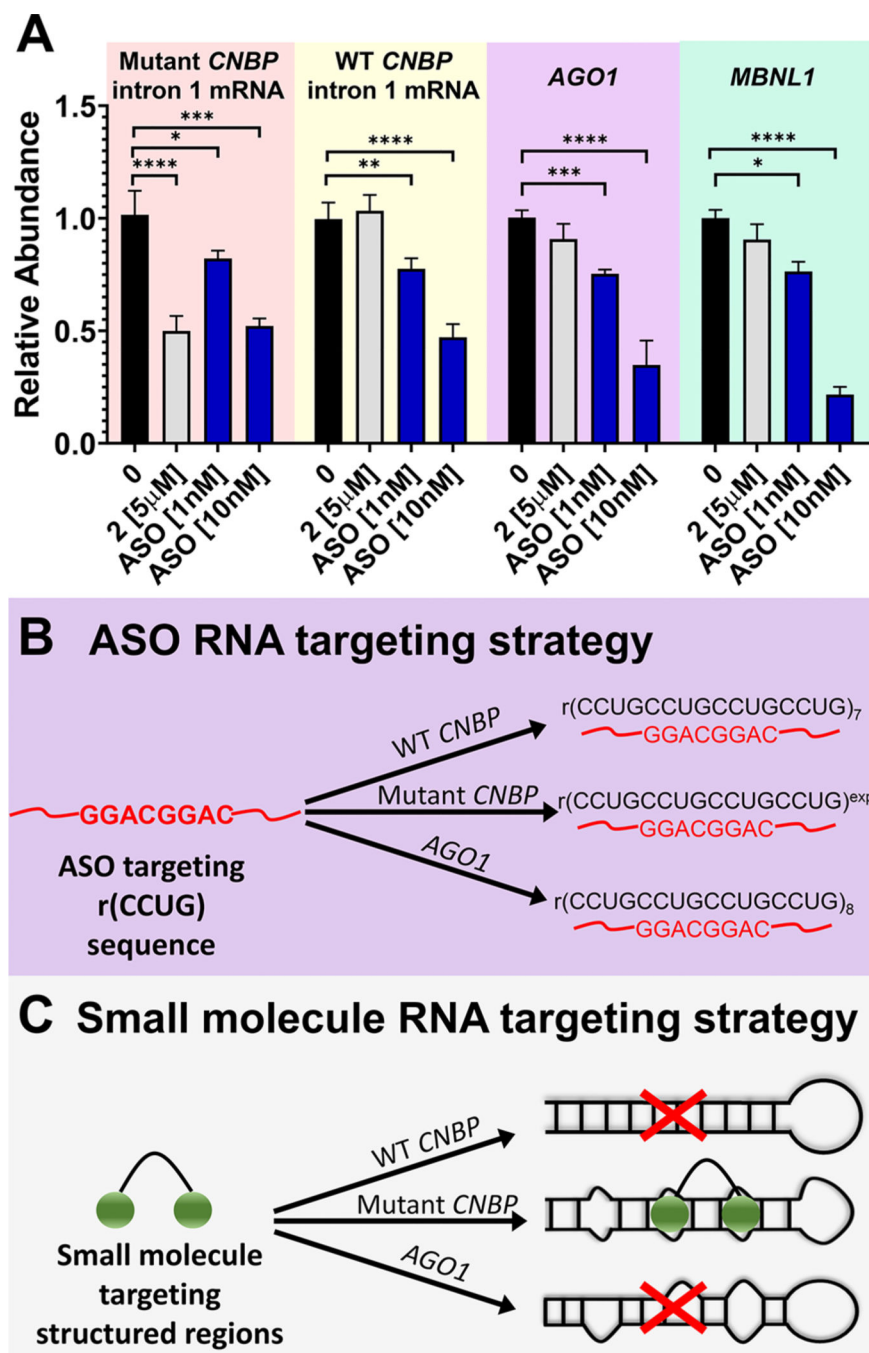 A
Mutant CNBP
intron 1 mRNA
WT CNBP
intron 1 mRNA
AGO1
MBNL1
Relative Abundance
1.5
1.0
0.5
0.0
***
*
****
****
**
****
***
****
*
0
2 [5µM]
ASO [1nM]
ASO [10nM]
0
2 [5µM]
ASO [1nM]
ASO [10nM]
0
2 [5µM]
ASO [1nM]
ASO [10nM]
0
2 [5µM]
ASO [1nM]
ASO [10nM]
B ASO RNA targeting strategy
GGACGGAC
ASO targeting
r(CCUG)
sequence
WT CNBP
Mutant CNBP
AGO1
r(CCUGCCUGCCUGCCUG)7
GGACGGAC
r(CCUGCCUGCCUGCCUG)exp
GGACGGAC
r(CCUGCCUGCCUGCCUG)8
GGACGGAC
C Small molecule RNA targeting strategy
Small molecule
targeting
structured regions
WT CNBP
Mutant CNBP
AGO1